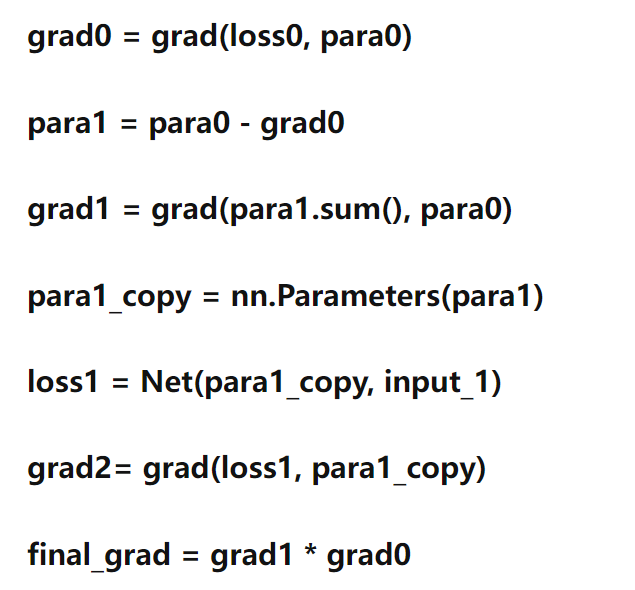 grad0 = grad(loss0, para0)
para1 = para0 - grad0
grad1 = grad(para1.sum(), para0)
para1_copy = nn.Parameters(para1)
loss1 = Net(para1_copy, input_1)
grad2= grad(loss1, para1_copy)
final_grad = grad1 * grad0